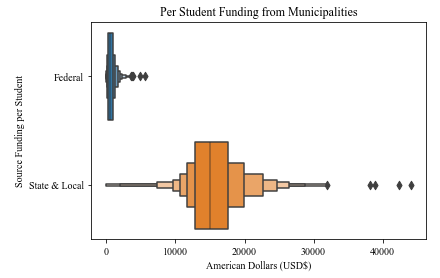 Per Student Funding from Municipalities
Source Funding per Student
Federal
State & Local
0 10000 20000 30000 40000
American Dollars (USD$)